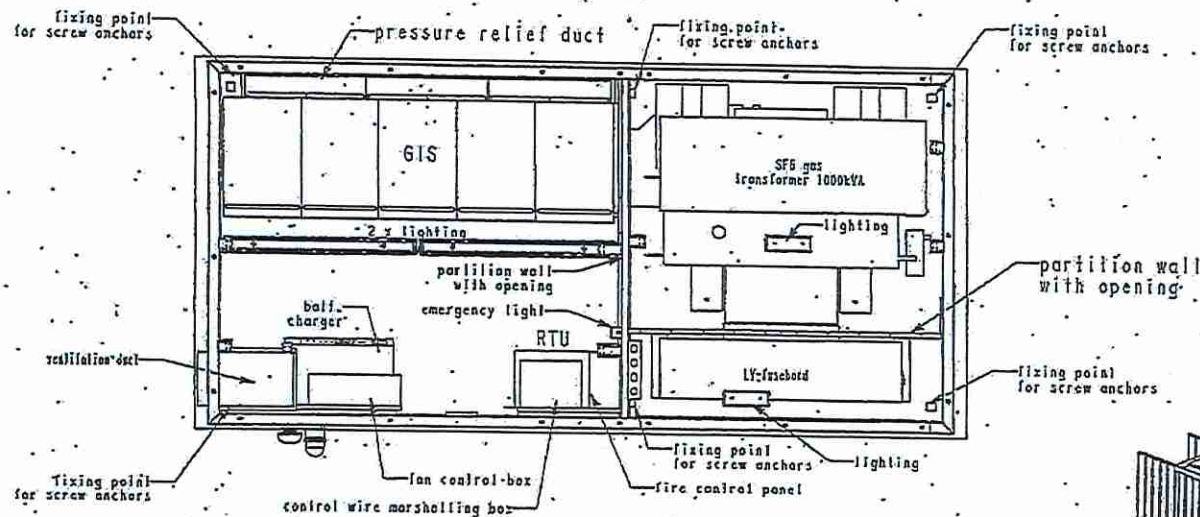 fixing point
for screw anchors
pressure relief duct
fixing point
for screw anchors
fixing point
for screw anchors
GIS
SF6 gas
transformer 1000kVA
2 x lighting
lighting
partition wall
with opening
partition wall
with opening
emergency light
batt.
charger
RTU
ventilation duct
LV-fusebord
fixing point
for screw anchors
fixing point
for screw anchors
fixing point
for screw anchors
lighting
fan control-box
fire control panel
control wire marshalling box